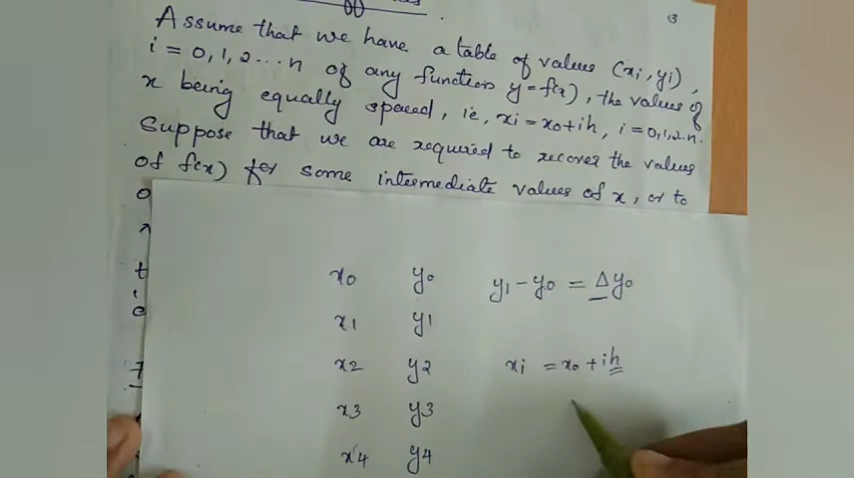 13
Assume that we have a table of values (xi, yi),
i = 0, 1, 2 ... n of any function y = f(x), the values of
x being equally spaced, ie, xi = x0 + ih, i = 0,1,2..n.
Suppose that we are required to recover the values
of f(x) for some intermediate values of x, or to
x0 y0 y1 - y0 = Δy0
x1 y1
x2 y2 xi = x0 + ih
x3 y3
x4 y4